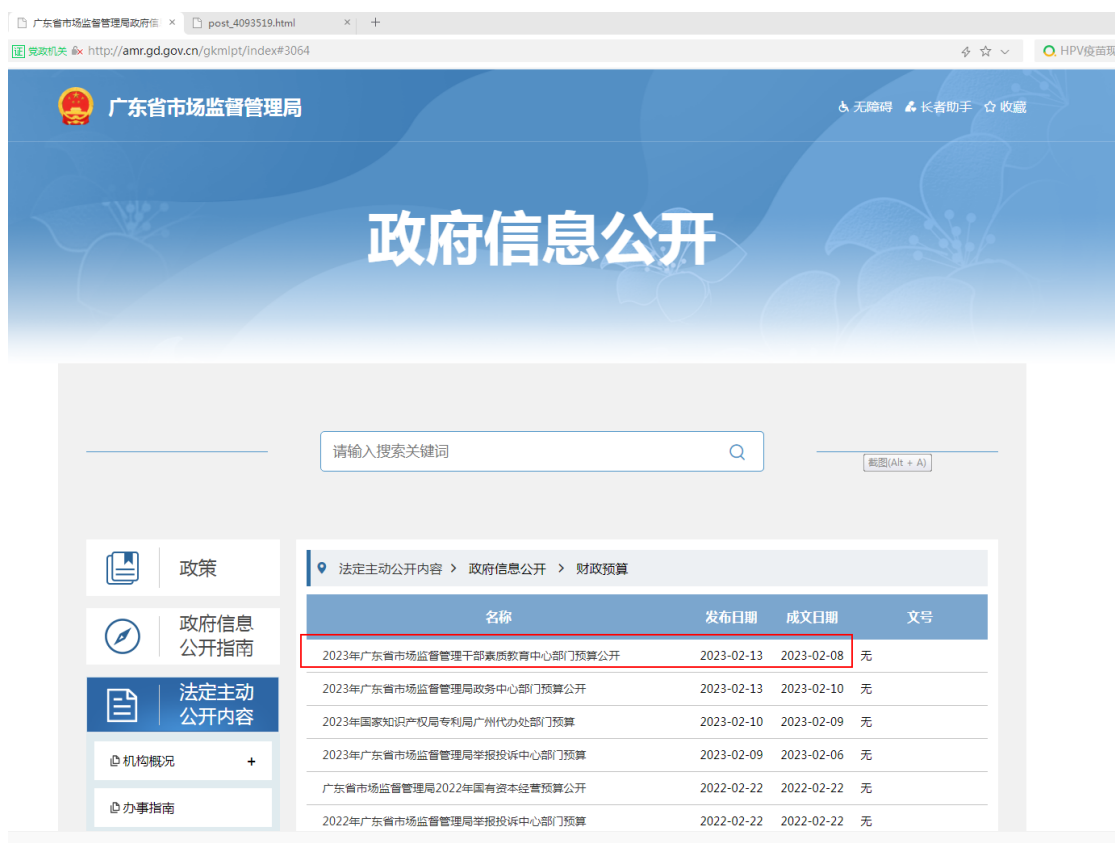 广东省市场监督管理局政府信 × post_4093519.html × +
证 党政机关 http://amr.gd.gov.cn/gkmlpt/index#3064 HPV疫苗现
广东省市场监督管理局 无障碍 长者助手 收藏
政府信息公开
请输入搜索关键词
截图(Alt + A)
政策
政府信息
公开指南
法定主动
公开内容
机构概况 +
办事指南
法定主动公开内容 > 政府信息公开 > 财政预算
名称 发布日期 成文日期 文号
2023年广东省市场监督管理干部素质教育中心部门预算公开 2023-02-13 2023-02-08 无
2023年广东省市场监督管理局政务中心部门预算公开 2023-02-13 2023-02-10 无
2023年国家知识产权局专利局广州代办处部门预算 2023-02-10 2023-02-09 无
2023年广东省市场监督管理局举报投诉中心部门预算 2023-02-09 2023-02-06 无
广东省市场监督管理局2022年国有资本经营预算公开 2022-02-22 2022-02-22 无
2022年广东省市场监督管理局举报投诉中心部门预算 2022-02-22 2022-02-22 无